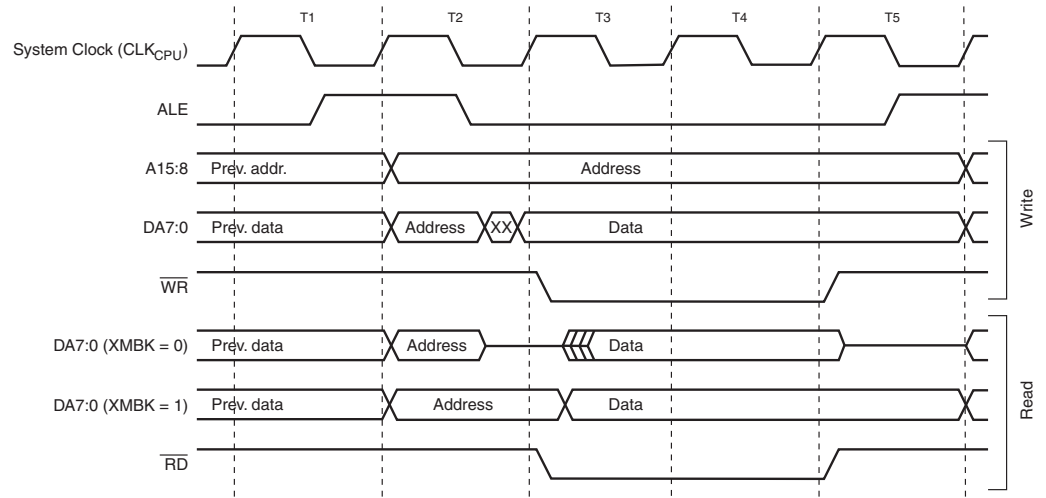 T1 T2 T3 T4 T5
System Clock (CLKCPU)
ALE
A15:8 Prev. addr. Address
DA7:0 Prev. data Address XX Data
WR
Write
DA7:0 (XMBK = 0) Prev. data Address Data
DA7:0 (XMBK = 1) Prev. data Address Data
RD
Read